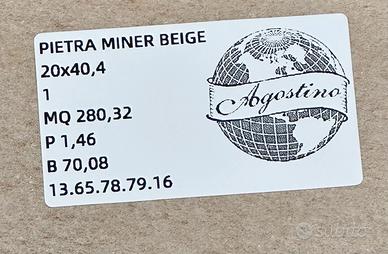 PIETRA MINER BEIGE
20x40,4
1
MQ 280,32
P 1,46
B 70,08
13.65.78.79.16
Agostino
subito